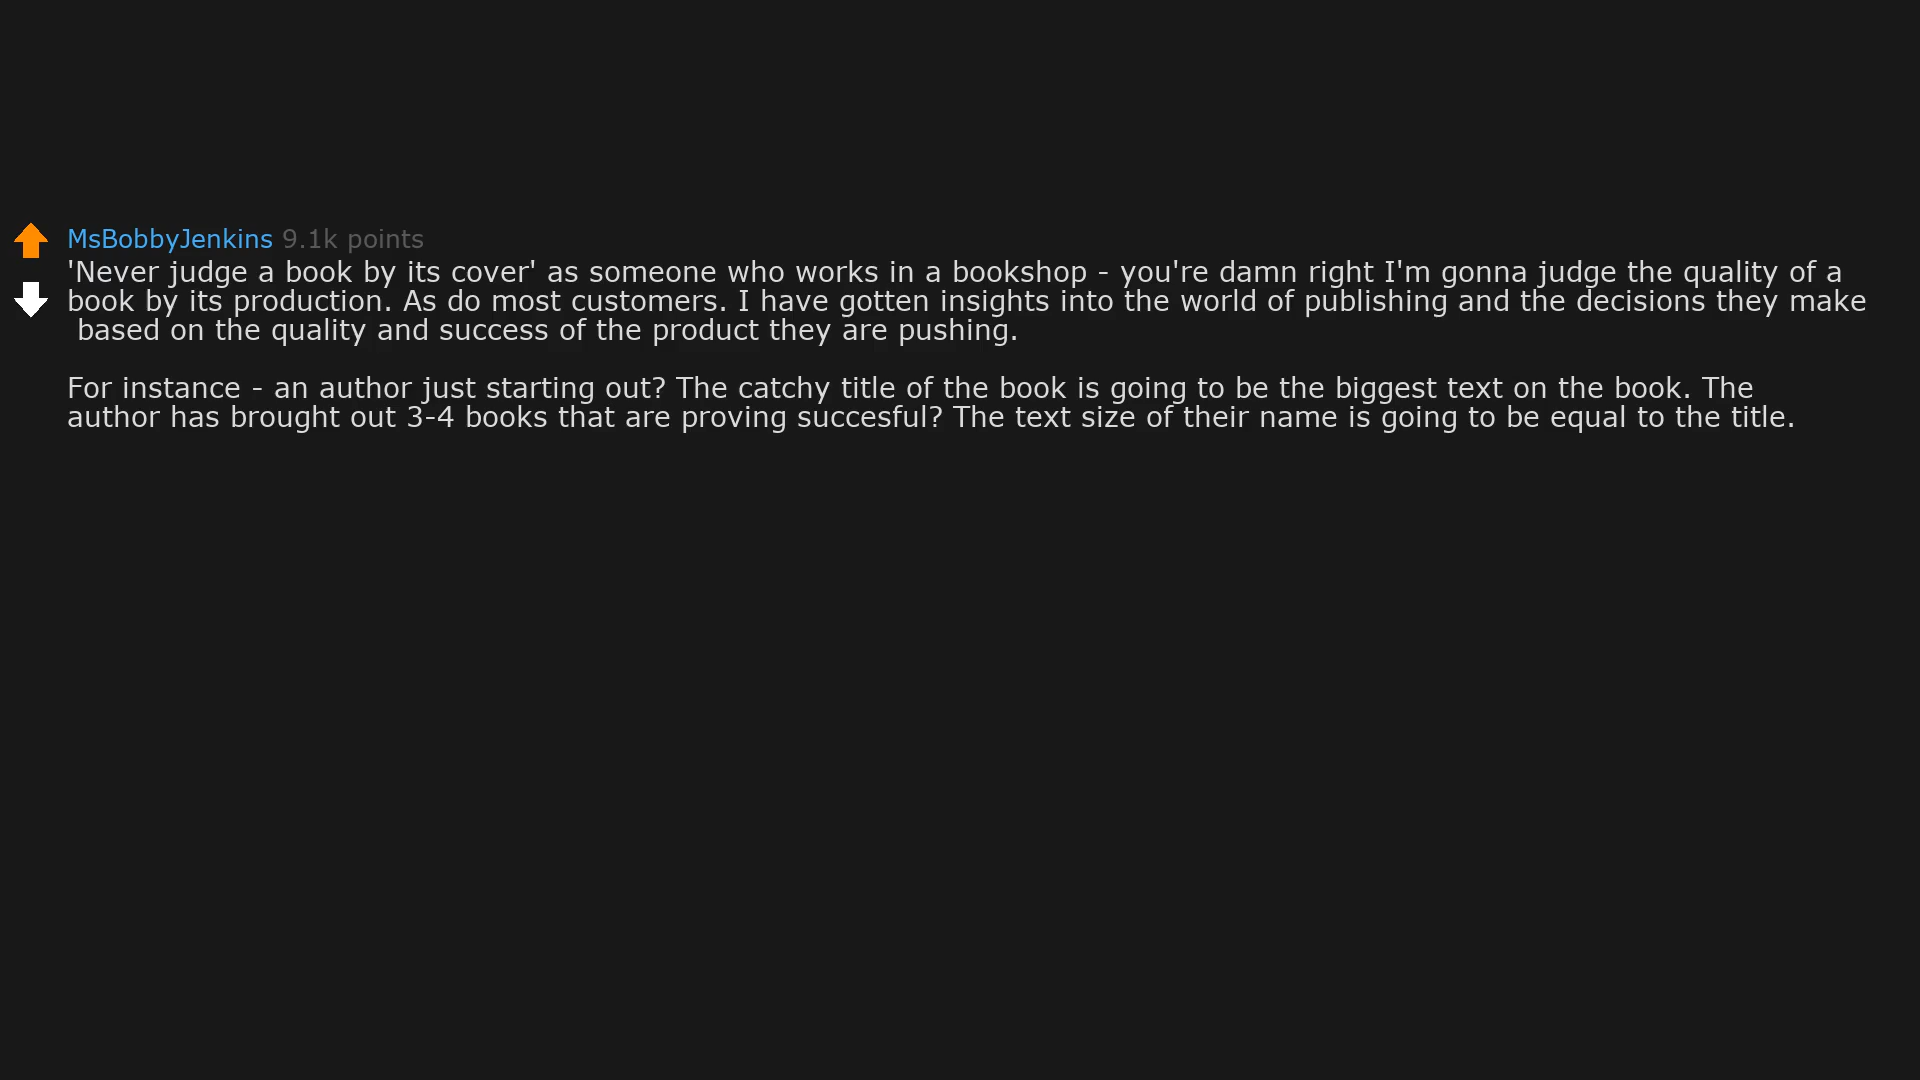 MsBobbyJenkins 9.1k points
'Never judge a book by its cover' as someone who works in a bookshop - you're damn right I'm gonna judge the quality of a
book by its production. As do most customers. I have gotten insights into the world of publishing and the decisions they make
based on the quality and success of the product they are pushing.
For instance - an author just starting out? The catchy title of the book is going to be the biggest text on the book. The
author has brought out 3-4 books that are proving succesful? The text size of their name is going to be equal to the title.